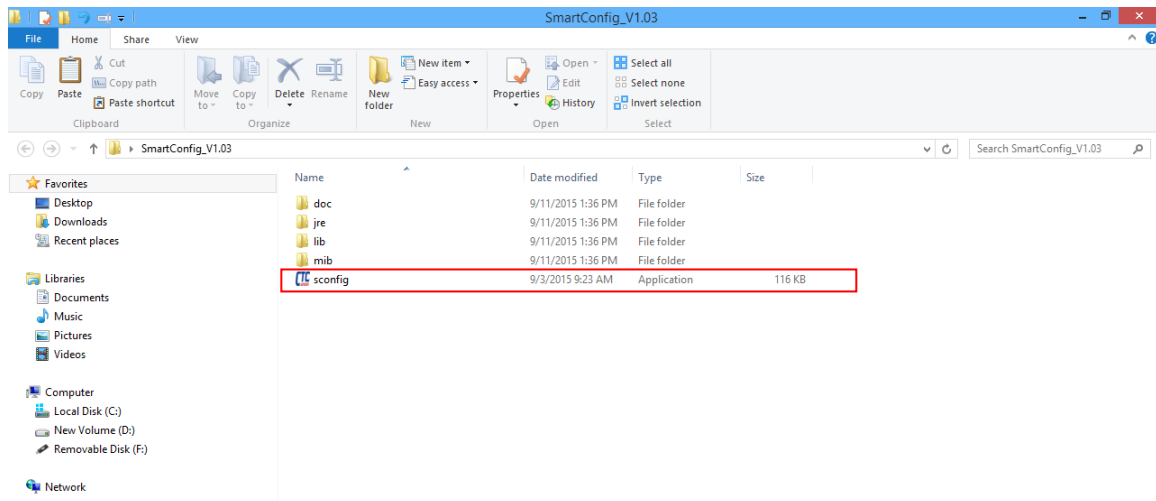 SmartConfig_V1.03
File Home Share View
Copy
Paste
Cut
Copy path
Paste shortcut
Clipboard
Move to
Copy to
Delete
Rename
Organize
New folder
New item
Easy access
New
Properties
Open
Edit
History
Open
Select all
Select none
Invert selection
Select
SmartConfig_V1.03
Search SmartConfig_V1.03
Favorites
Desktop
Downloads
Recent places
Libraries
Documents
Music
Pictures
Videos
Computer
Local Disk (C:)
New Volume (D:)
Removable Disk (F:)
Network
Name Date modified Type Size
doc 9/11/2015 1:36 PM File folder
jre 9/11/2015 1:36 PM File folder
lib 9/11/2015 1:36 PM File folder
mib 9/11/2015 1:36 PM File folder
CTC sconfig 9/3/2015 9:23 AM Application 116 KB